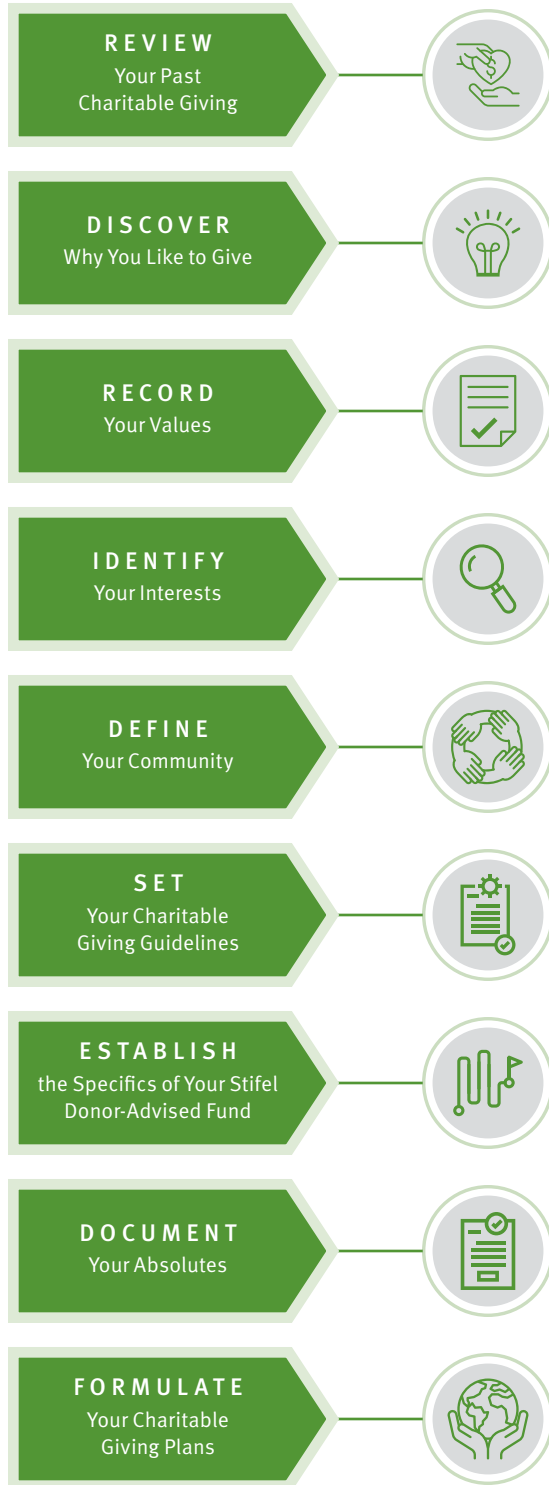 REVIEW
Your Past
Charitable Giving
DISCOVER
Why You Like to Give
RECORD
Your Values
IDENTIFY
Your Interests
DEFINE
Your Community
SET
Your Charitable
Giving Guidelines
ESTABLISH
the Specifics of Your Stifel
Donor-Advised Fund
DOCUMENT
Your Absolutes
FORMULATE
Your Charitable
Giving Plans
$